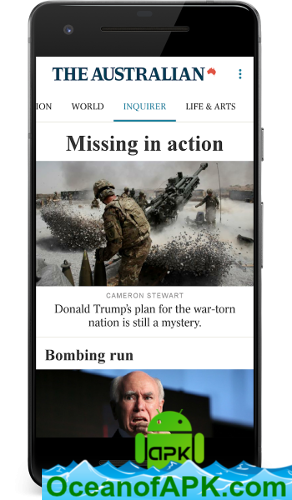 THE AUSTRALIAN
ION WORLD INQUIRER LIFE & ARTS
Missing in action
CAMERON STEWART
Donald Trump's plan for the war-torn
nation is still a mystery.
Bombing run
apk
OceanofAPK.com